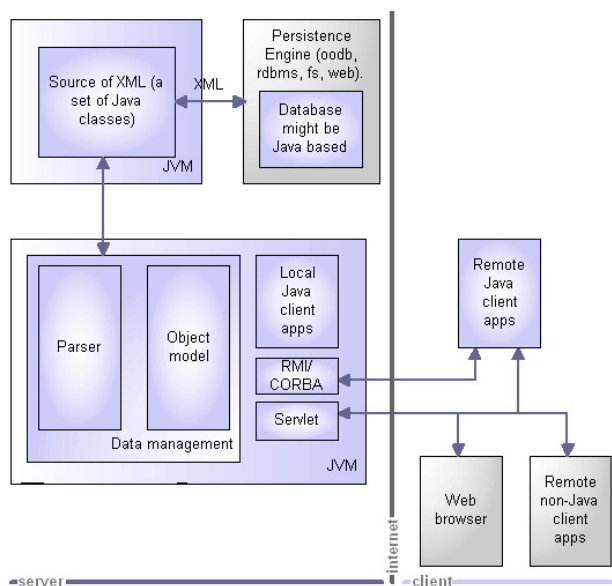 Source of XML (a
set of Java
classes)
JVM
XML
Persistence
Engine (oodb,
rdbms, fs, web).
Database
might be
Java based
Parser
Object
model
Data management
Local
Java
client
apps
RMI/
CORBA
Servlet
JVM
Remote
Java
client
apps
Web
browser
Remote
non-Java
client
apps
internet
server
client